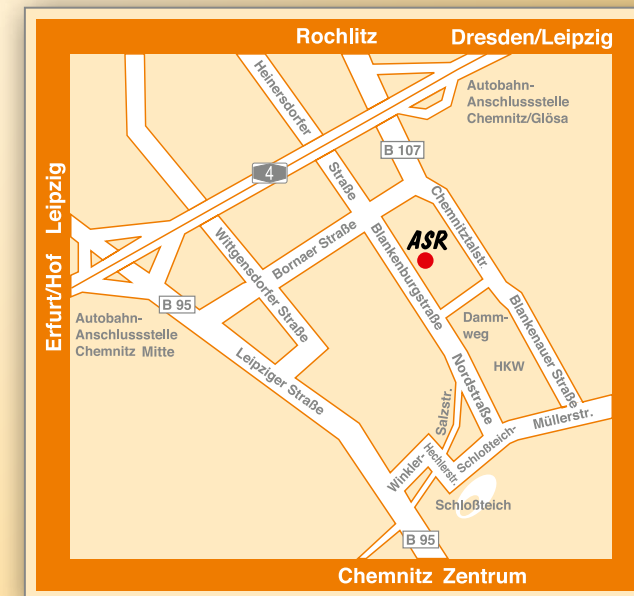 Rochlitz
Dresden/Leipzig
Erfurt/Hof Leipzig
Heinersdorfer
Straße
Autobahn-
Anschlussstelle
Chemnitz/Glösa
B 107
4
Chemnitztalstr.
Wittgensdorfer Straße
Bornaer Straße
Blankenburgstraße
ASR
B 95
Autobahn-
Anschlussstelle
Chemnitz Mitte
Damm-
weg
Blankenauer Straße
Leipziger Straße
HKW
Nordstraße
Salzstr.
Müllerstr.
Schloßteich-
Hechlerstr.
Winkler-
Schloßteich
B 95
Chemnitz Zentrum